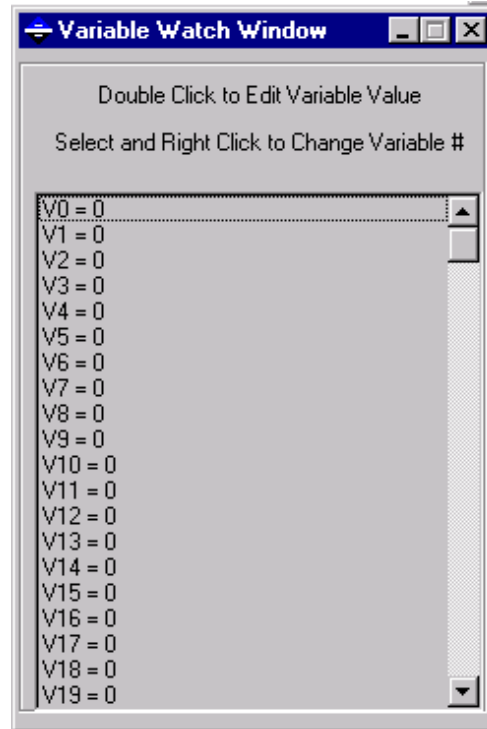 Variable Watch Window
Double Click to Edit Variable Value
Select and Right Click to Change Variable #
V0 = 0
V1 = 0
V2 = 0
V3 = 0
V4 = 0
V5 = 0
V6 = 0
V7 = 0
V8 = 0
V9 = 0
V10 = 0
V11 = 0
V12 = 0
V13 = 0
V14 = 0
V15 = 0
V16 = 0
V17 = 0
V18 = 0
V19 = 0